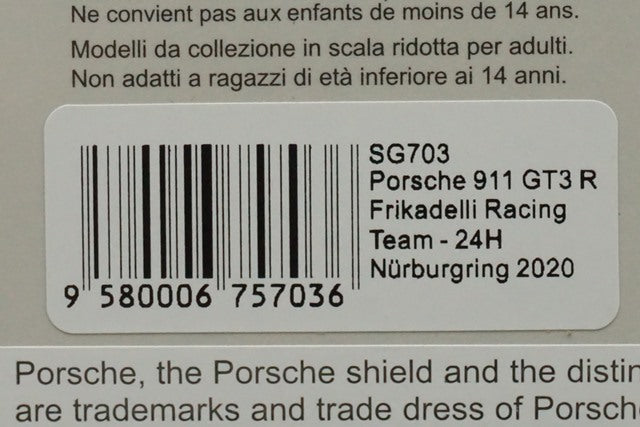 Ne convient pas aux enfants de moins de 14 ans.
Modelli da collezione in scala ridotta per adulti.
Non adatti a ragazzi di età inferiore ai 14 anni.
SG703
Porsche 911 GT3 R
Frikadelli Racing
Team - 24H
Nürburgring 2020
9 580006 757036
Porsche, the Porsche shield and the distin
are trademarks and trade dress of Porsch